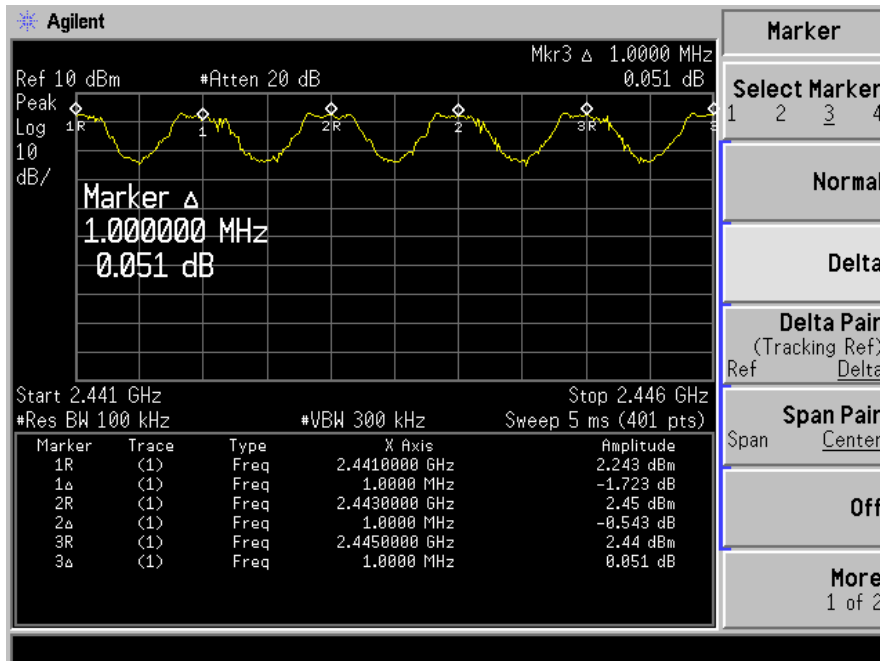 Agilent
Marker
Mkr3 Δ 1.0000 MHz
Ref 10 dBm #Atten 20 dB 0.051 dB
Peak
Log
10
dB/
1R 1 2R 2 3R 3
Marker Δ
1.000000 MHz
0.051 dB
Start 2.441 GHz Stop 2.446 GHz
#Res BW 100 kHz #VBW 300 kHz Sweep 5 ms (401 pts)
Marker Trace Type X Axis Amplitude
1R (1) Freq 2.4410000 GHz 2.243 dBm
1Δ (1) Freq 1.0000 MHz -1.723 dB
2R (1) Freq 2.4430000 GHz 2.45 dBm
2Δ (1) Freq 1.0000 MHz -0.543 dB
3R (1) Freq 2.4450000 GHz 2.44 dBm
3Δ (1) Freq 1.0000 MHz 0.051 dB
Select Marker
1 2 3 4
Normal
Delta
Delta Pair
(Tracking Ref)
Ref Delta
Span Pair
Span Center
Off
More
1 of 2